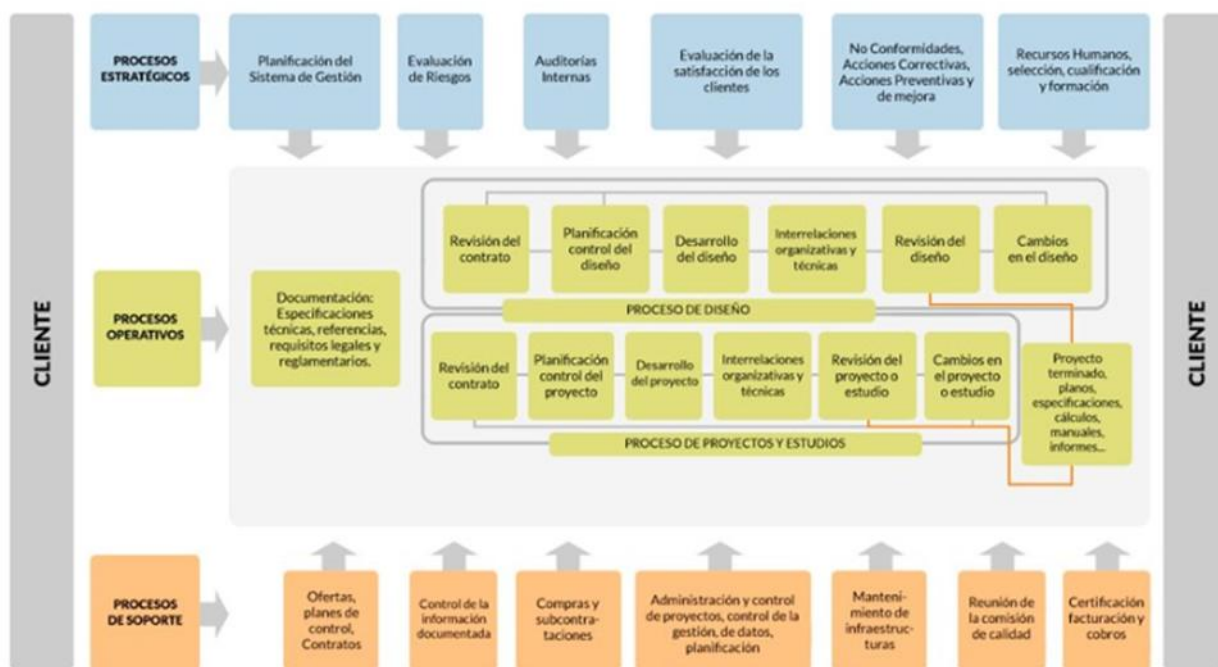 CLIENTE
PROCESOS
ESTRATÉGICOS
Planificación del
Sistema de Gestión
Evaluación
de Riesgos
Auditorías
Internas
Evaluación de la
satisfacción de los
clientes
No Conformidades,
Acciones Correctivas,
Acciones Preventivas y
de mejora
Recursos Humanos,
selección, cualificación
y formación
PROCESOS
OPERATIVOS
Documentación:
Especificaciones
técnicas, referencias,
requisitos legales y
reglamentarios.
Revisión del
contrato
Planificación
control del
diseño
Desarrollo
del diseño
Interrelaciones
organizativas y
técnicas
Revisión del
diseño
Cambios
en el diseño
PROCESO DE DISEÑO
Revisión del
contrato
Planificación
control del
proyecto
Desarrollo
del proyecto
Interrelaciones
organizativas y
técnicas
Revisión del
proyecto o
estudio
Cambios en
el proyecto
o estudio
PROCESO DE PROYECTOS Y ESTUDIOS
Proyecto
terminado,
planos,
especificaciones,
cálculos,
manuales,
informes...
PROCESOS
DE SOPORTE
Ofertas,
planes de
control,
Contratos
Control de la
información
documentada
Compras y
subcontra-
taciones
Administración y control
de proyectos, control de la
gestión, de datos,
planificación
Manteni-
miento de
infraestruc-
turas
Reunión de
la comisión
de calidad
Certificación
facturación y
cobros
CLIENTE